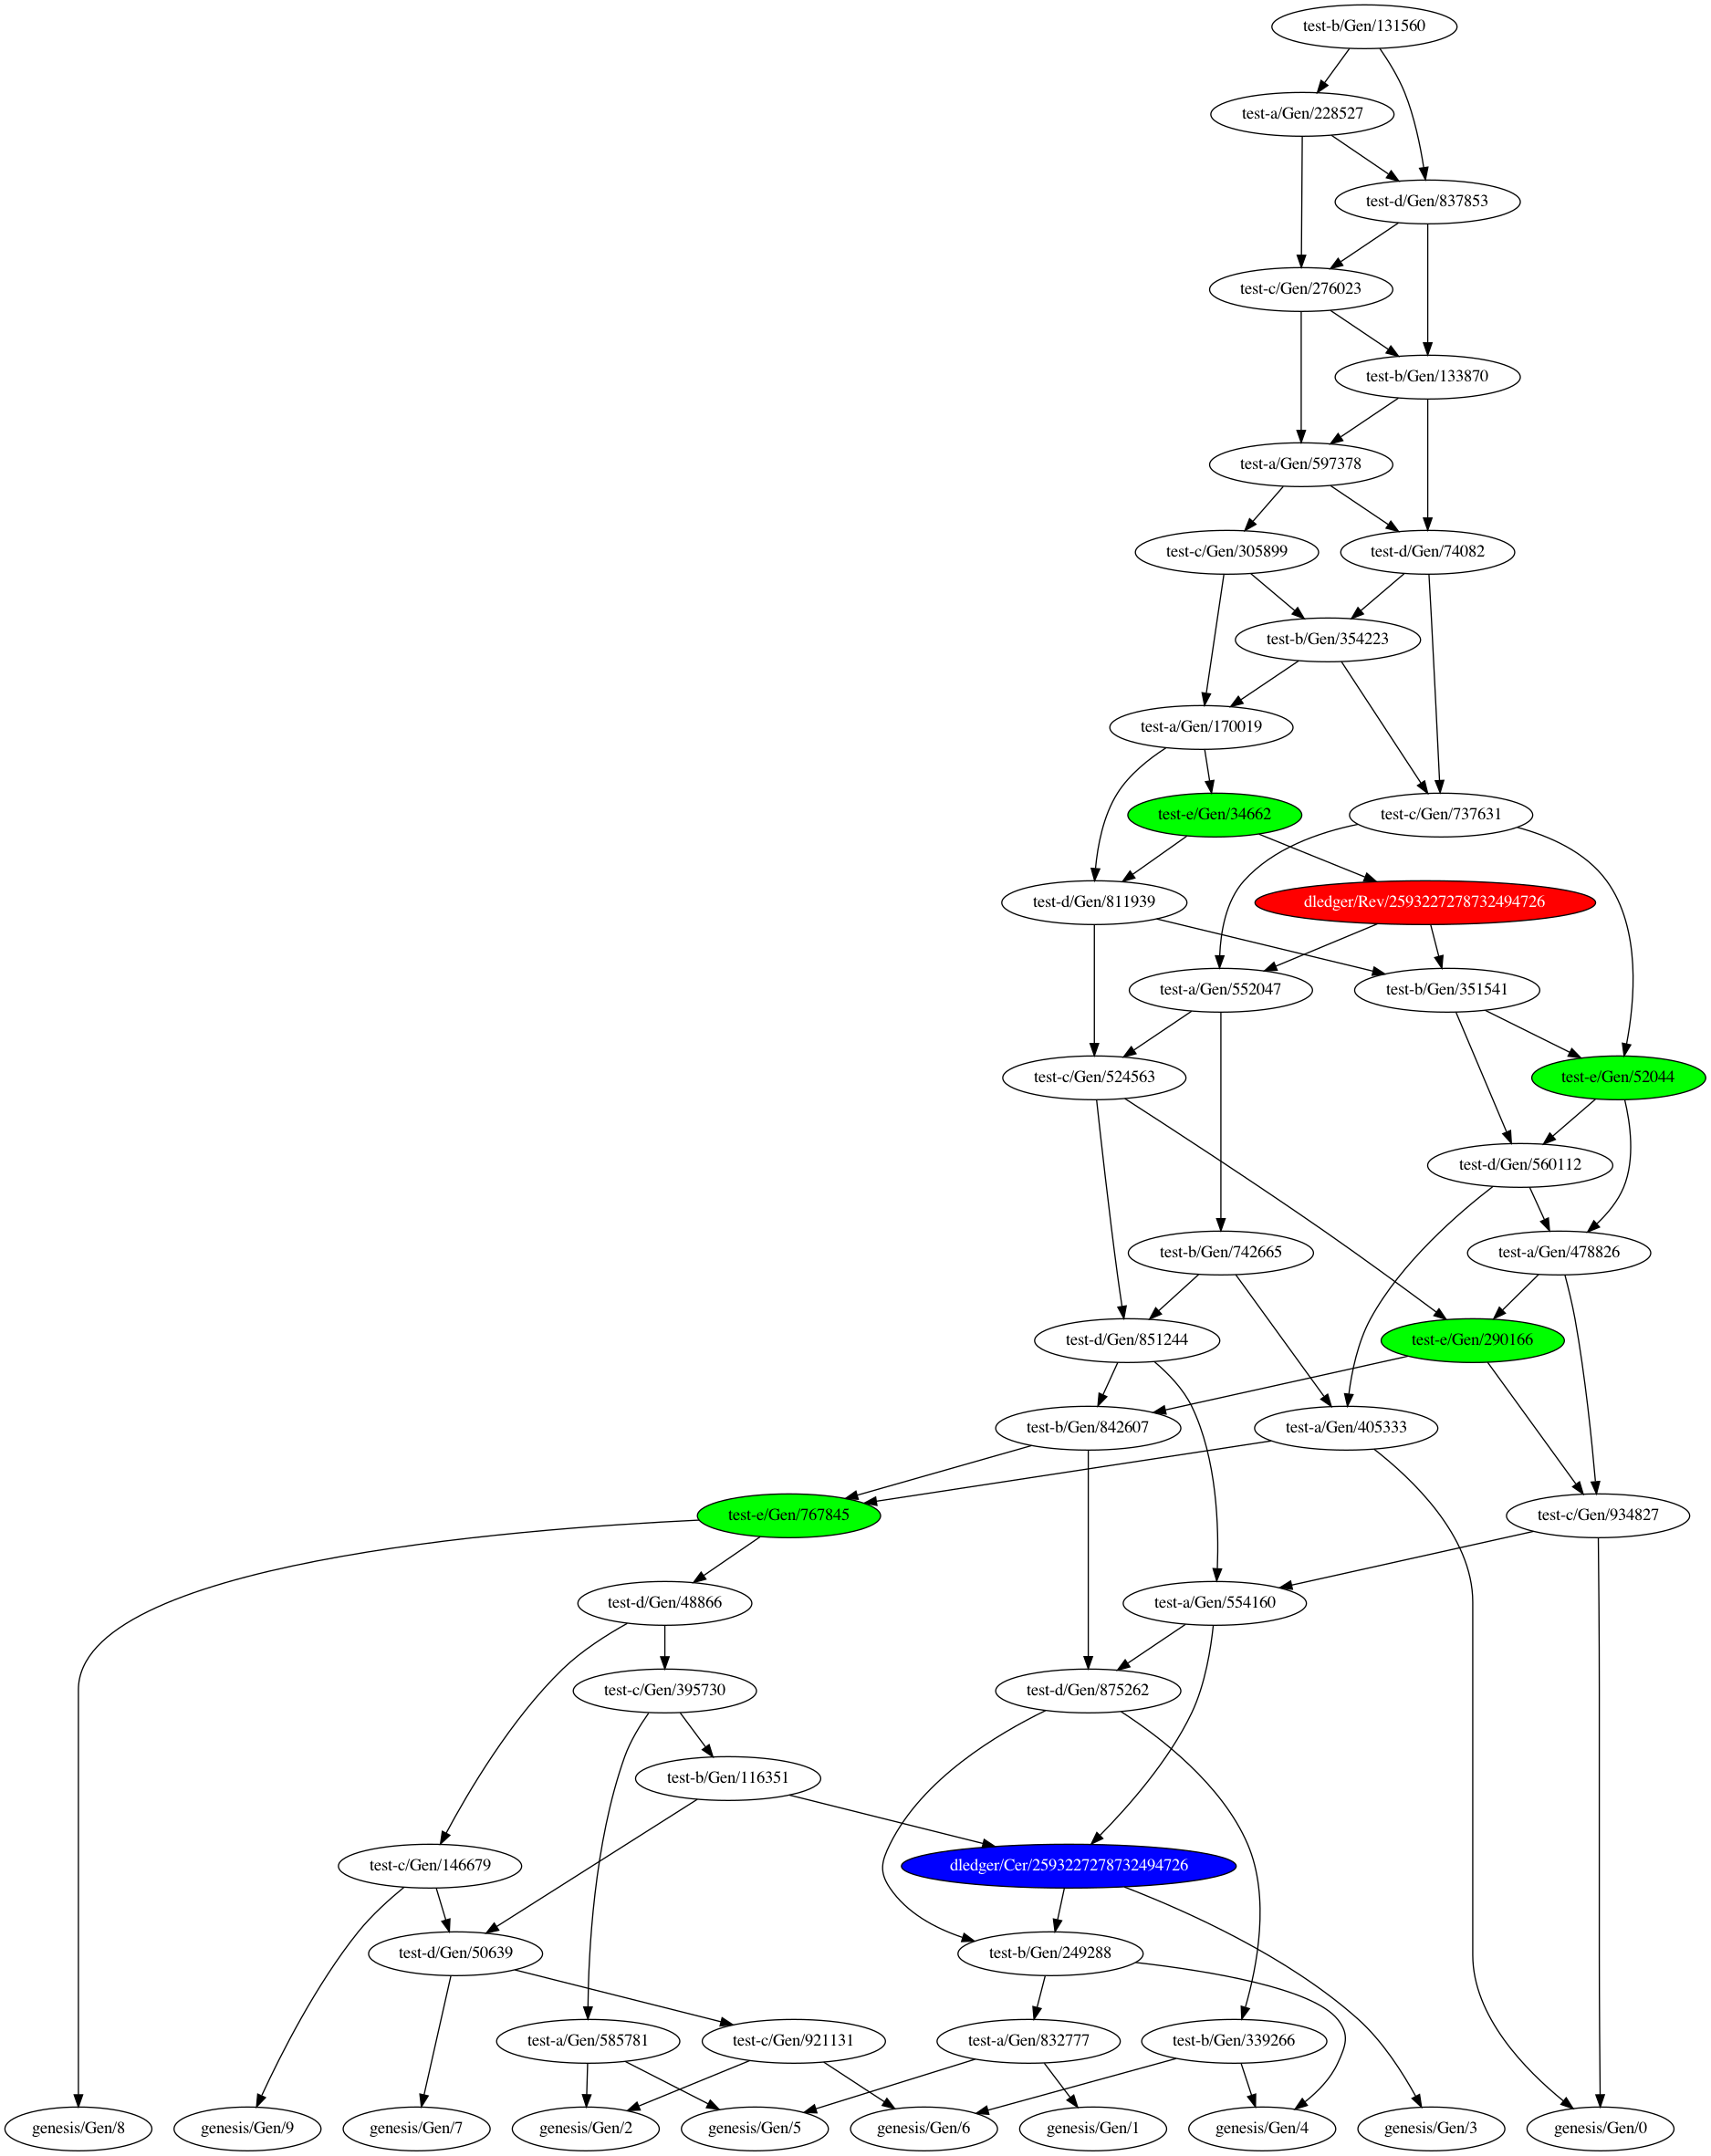 test-b/Gen/131560
test-a/Gen/228527
test-d/Gen/837853
test-c/Gen/276023
test-b/Gen/133870
test-a/Gen/597378
test-c/Gen/305899
test-d/Gen/74082
test-b/Gen/354223
test-a/Gen/170019
test-e/Gen/34662
test-c/Gen/737631
test-d/Gen/811939
dledger/Rev/2593227278732494726
test-a/Gen/552047
test-b/Gen/351541
test-c/Gen/524563
test-e/Gen/52044
test-d/Gen/560112
test-b/Gen/742665
test-a/Gen/478826
test-d/Gen/851244
test-e/Gen/290166
test-b/Gen/842607
test-a/Gen/405333
test-e/Gen/767845
test-c/Gen/934827
test-d/Gen/48866
test-a/Gen/554160
test-c/Gen/395730
test-d/Gen/875262
test-b/Gen/116351
test-c/Gen/146679
dledger/Cer/2593227278732494726
test-d/Gen/50639
test-b/Gen/249288
test-a/Gen/585781
test-c/Gen/921131
test-a/Gen/832777
test-b/Gen/339266
genesis/Gen/8
genesis/Gen/9
genesis/Gen/7
genesis/Gen/2
genesis/Gen/5
genesis/Gen/6
genesis/Gen/1
genesis/Gen/4
genesis/Gen/3
genesis/Gen/0